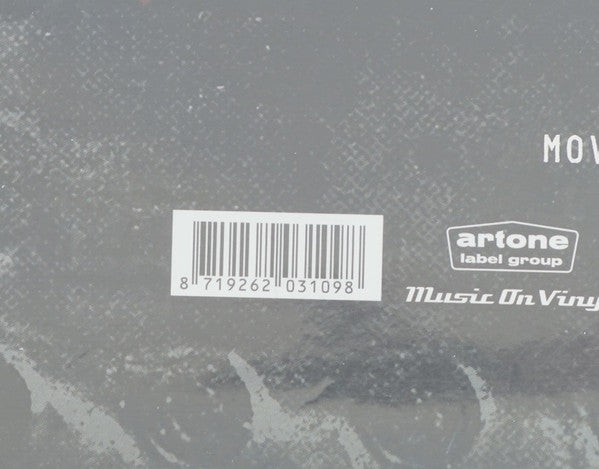 MOV
artone
label group
Music On Viny
8 719262 031098